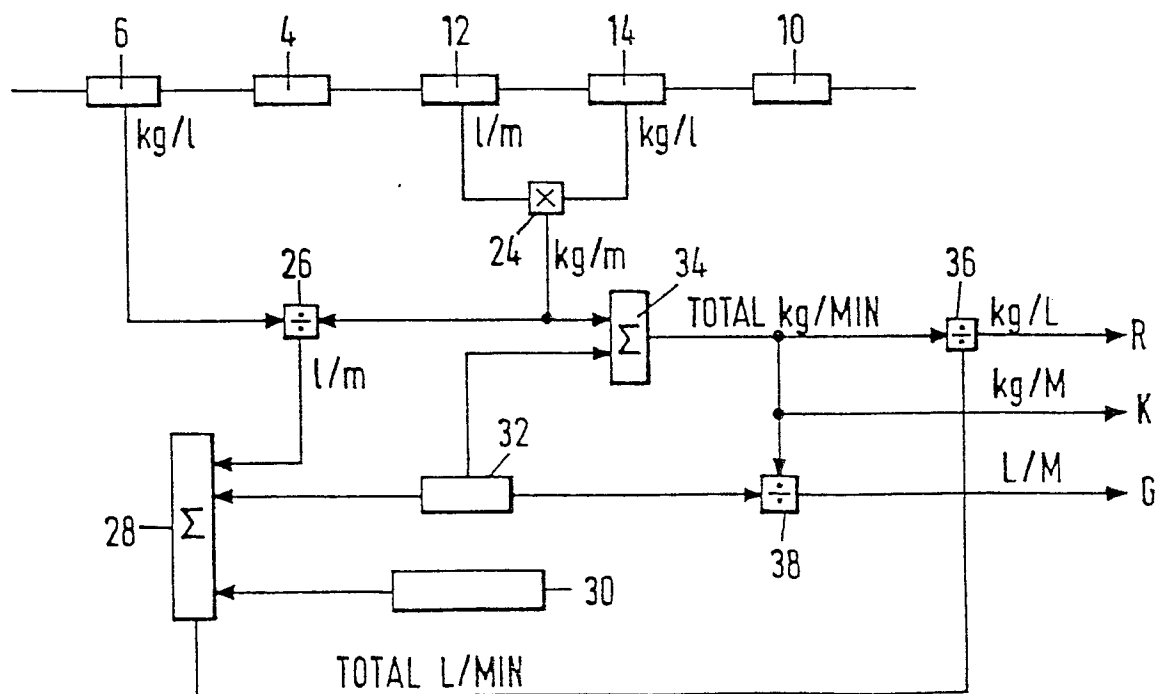 6 4 12 14 10
kg/l l/m kg/l
×
24 kg/m
26 34 36
÷ Σ TOTAL kg/MIN ÷ kg/L R
l/m kg/M K
32
L/M G
28 Σ ÷
38
30
TOTAL L/MIN